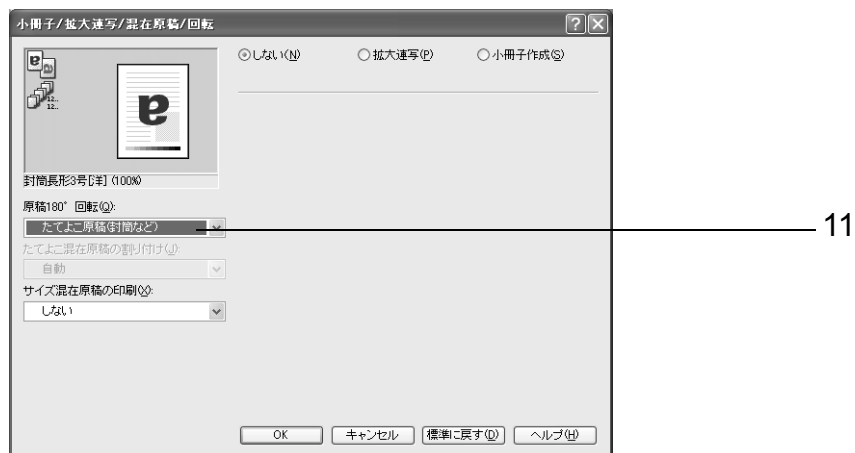 小冊子/拡大連写/混在原稿/回転
しない(N) 拡大連写(P) 小冊子作成(S)
a
12..
12..
a
封筒長形3号[洋] (100%)
原稿180° 回転(Q):
たてよこ原稿(封筒など)
11
たてよこ混在原稿の割り付け(J):
自動
サイズ混在原稿の印刷(X):
しない
OK キャンセル 標準に戻す(D) ヘルプ(H)